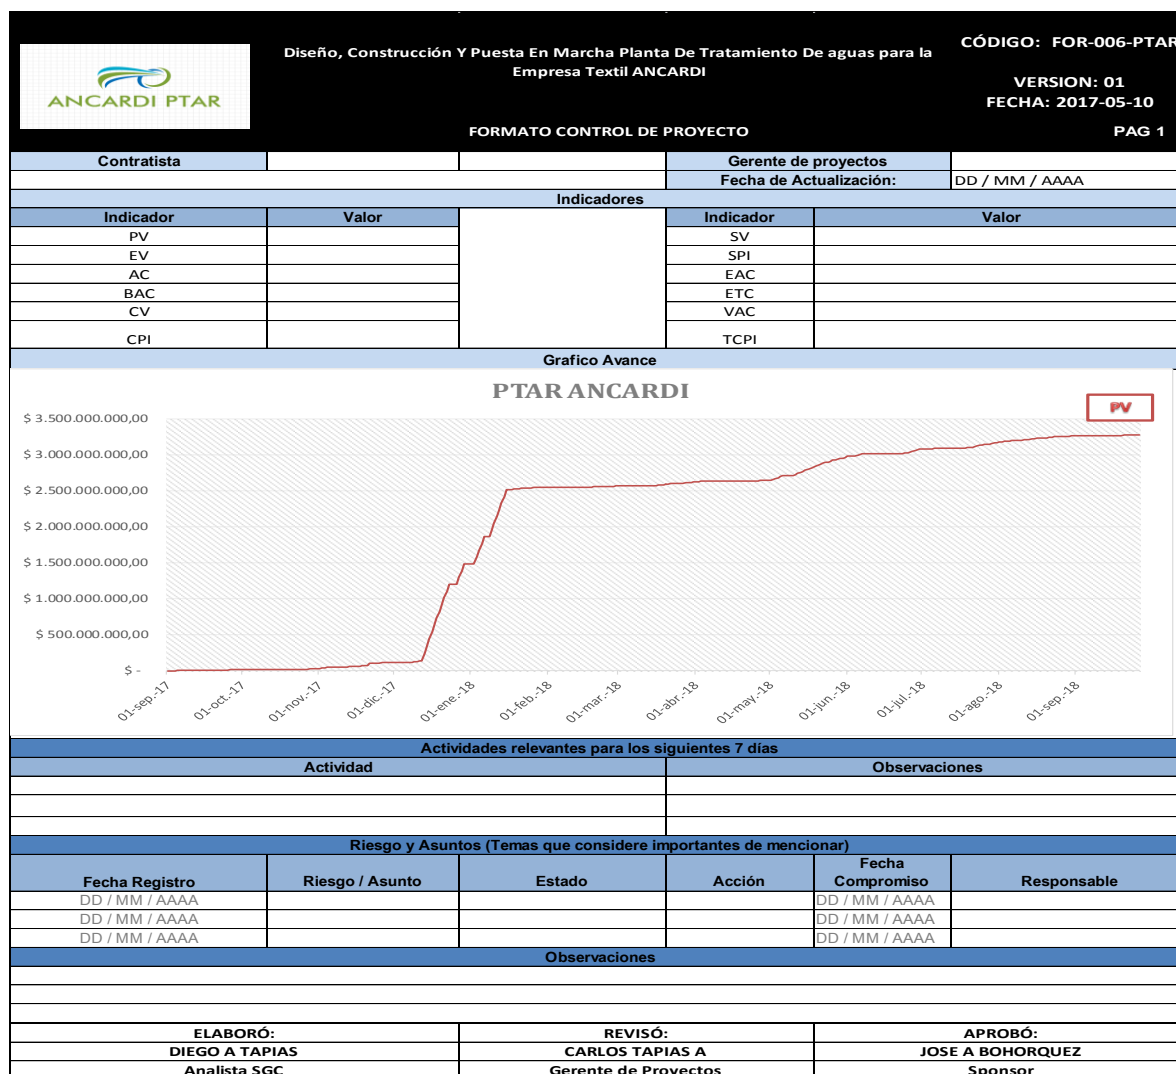 ANCARDI PTAR
Diseño, Construcción Y Puesta En Marcha Planta De Tratamiento De aguas para la
Empresa Textil ANCARDI
FORMATO CONTROL DE PROYECTO
CÓDIGO: FOR-006-PTAR
VERSION: 01
FECHA: 2017-05-10
PAG 1
Contratista
Gerente de proyectos
Fecha de Actualización: DD / MM / AAAA
Indicadores
Indicador Valor Indicador Valor
PV SV
EV SPI
AC EAC
BAC ETC
CV VAC
CPI TCPI
Grafico Avance
PTAR ANCARDI
PV
$ 3.500.000.000,00
$ 3.000.000.000,00
$ 2.500.000.000,00
$ 2.000.000.000,00
$ 1.500.000.000,00
$ 1.000.000.000,00
$ 500.000.000,00
$ -
01-sep.-17 01-oct.-17 01-nov.-17 01-dic.-17 01-ene.-18 01-feb.-18 01-mar.-18 01-abr.-18 01-may.-18 01-jun.-18 01-jul.-18 01-ago.-18 01-sep.-18
Actividades relevantes para los siguientes 7 días
Actividad Observaciones
Riesgo y Asuntos (Temas que considere importantes de mencionar)
Fecha Registro Riesgo / Asunto Estado Acción Fecha Compromiso Responsable
DD / MM / AAAA DD / MM / AAAA
DD / MM / AAAA DD / MM / AAAA
DD / MM / AAAA DD / MM / AAAA
Observaciones
ELABORÓ: REVISÓ: APROBÓ:
DIEGO A TAPIAS CARLOS TAPIAS A JOSE A BOHORQUEZ
Analista SGC Gerente de Proyectos Sponsor